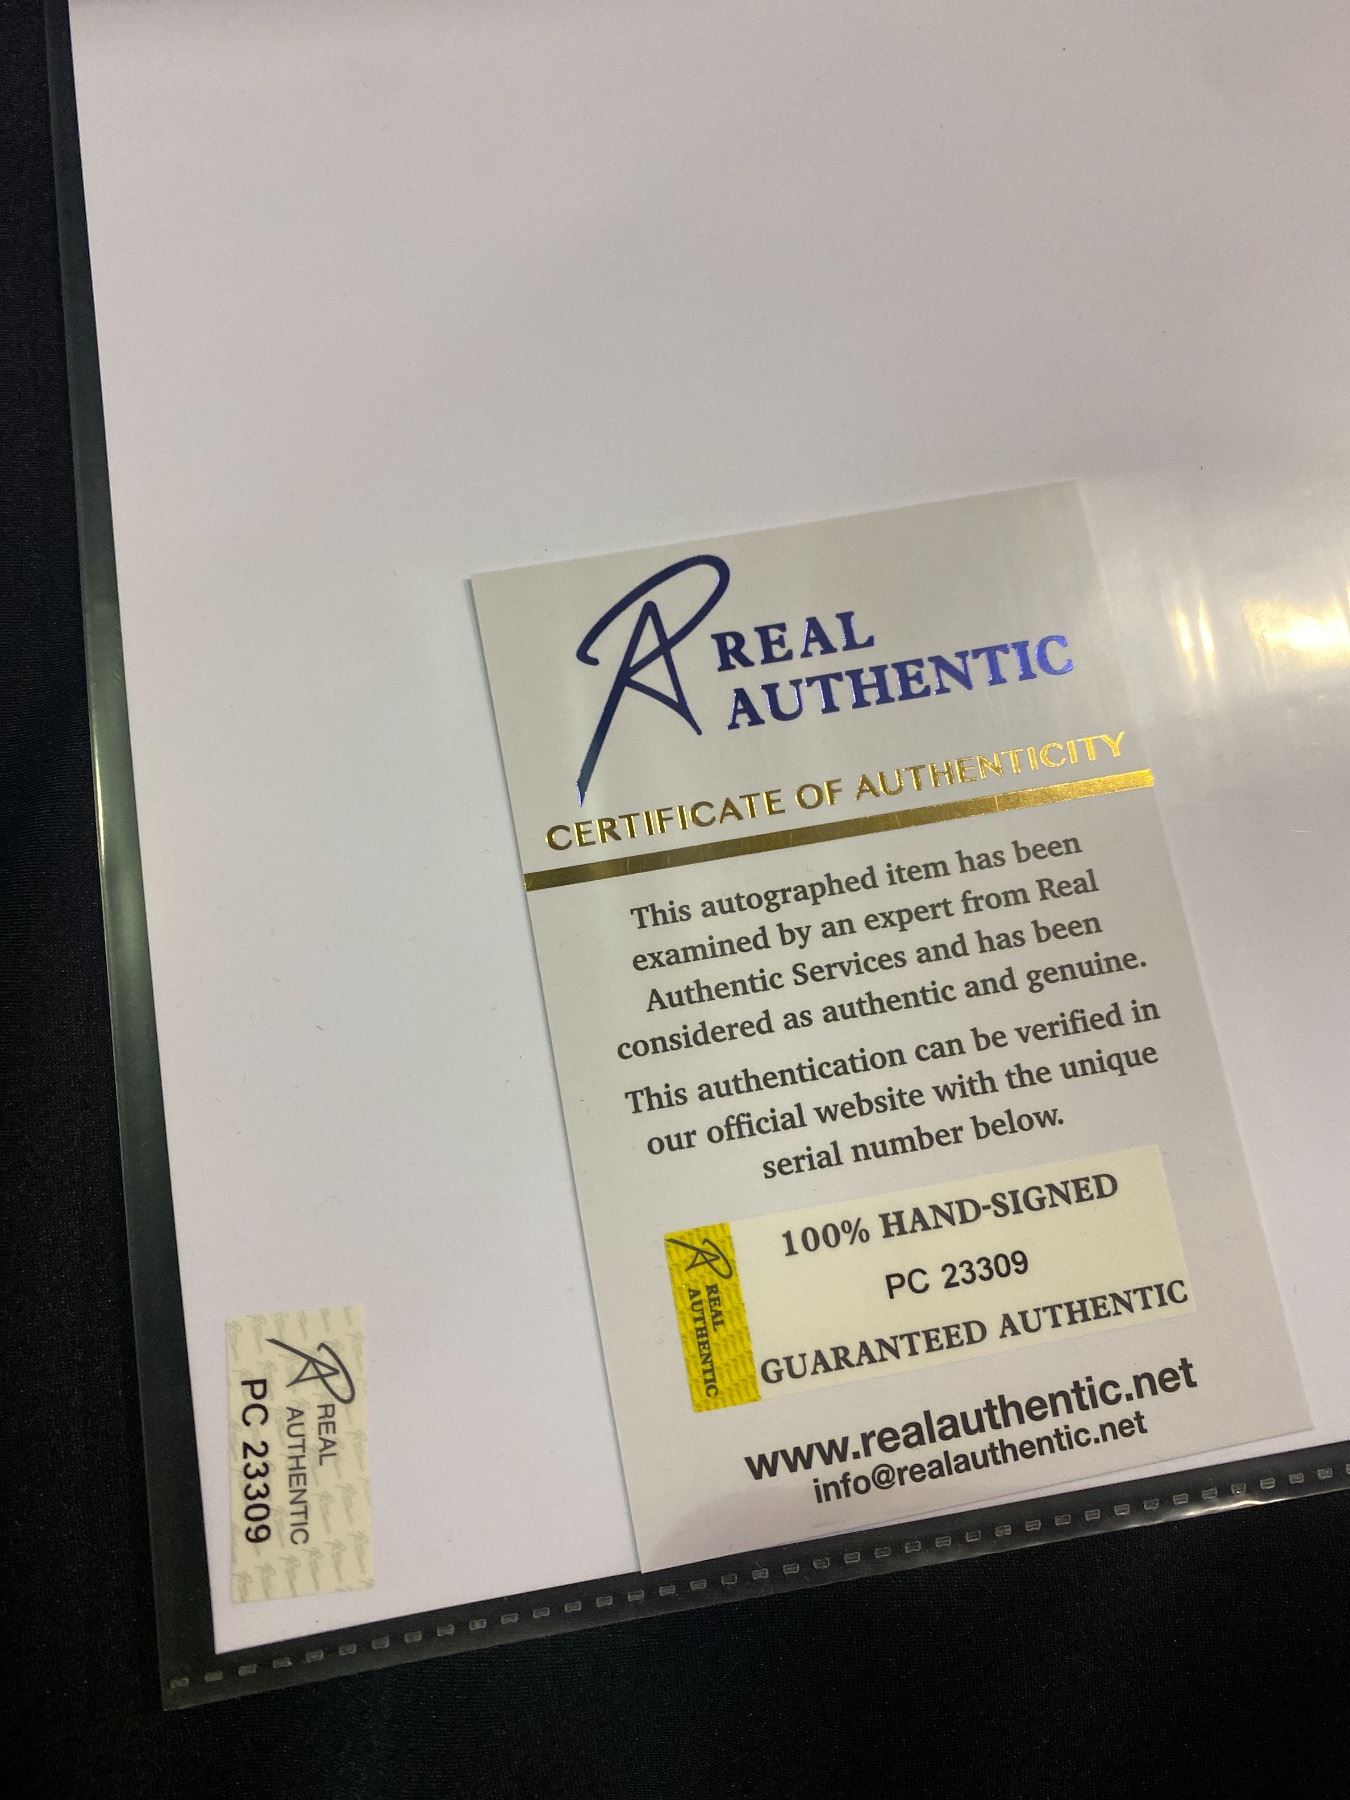 REAL
AUTHENTIC
CERTIFICATE OF AUTHENTICITY
This autographed item has been
examined by an expert from Real
Authentic Services and has been
considered as authentic and genuine.
This authentication can be verified in
our official website with the unique
serial number below.
100% HAND-SIGNED
PC 23309
GUARANTEED AUTHENTIC
REAL
AUTHENTIC
www.realauthentic.net
info@realauthentic.net
REAL
AUTHENTIC
PC 23309